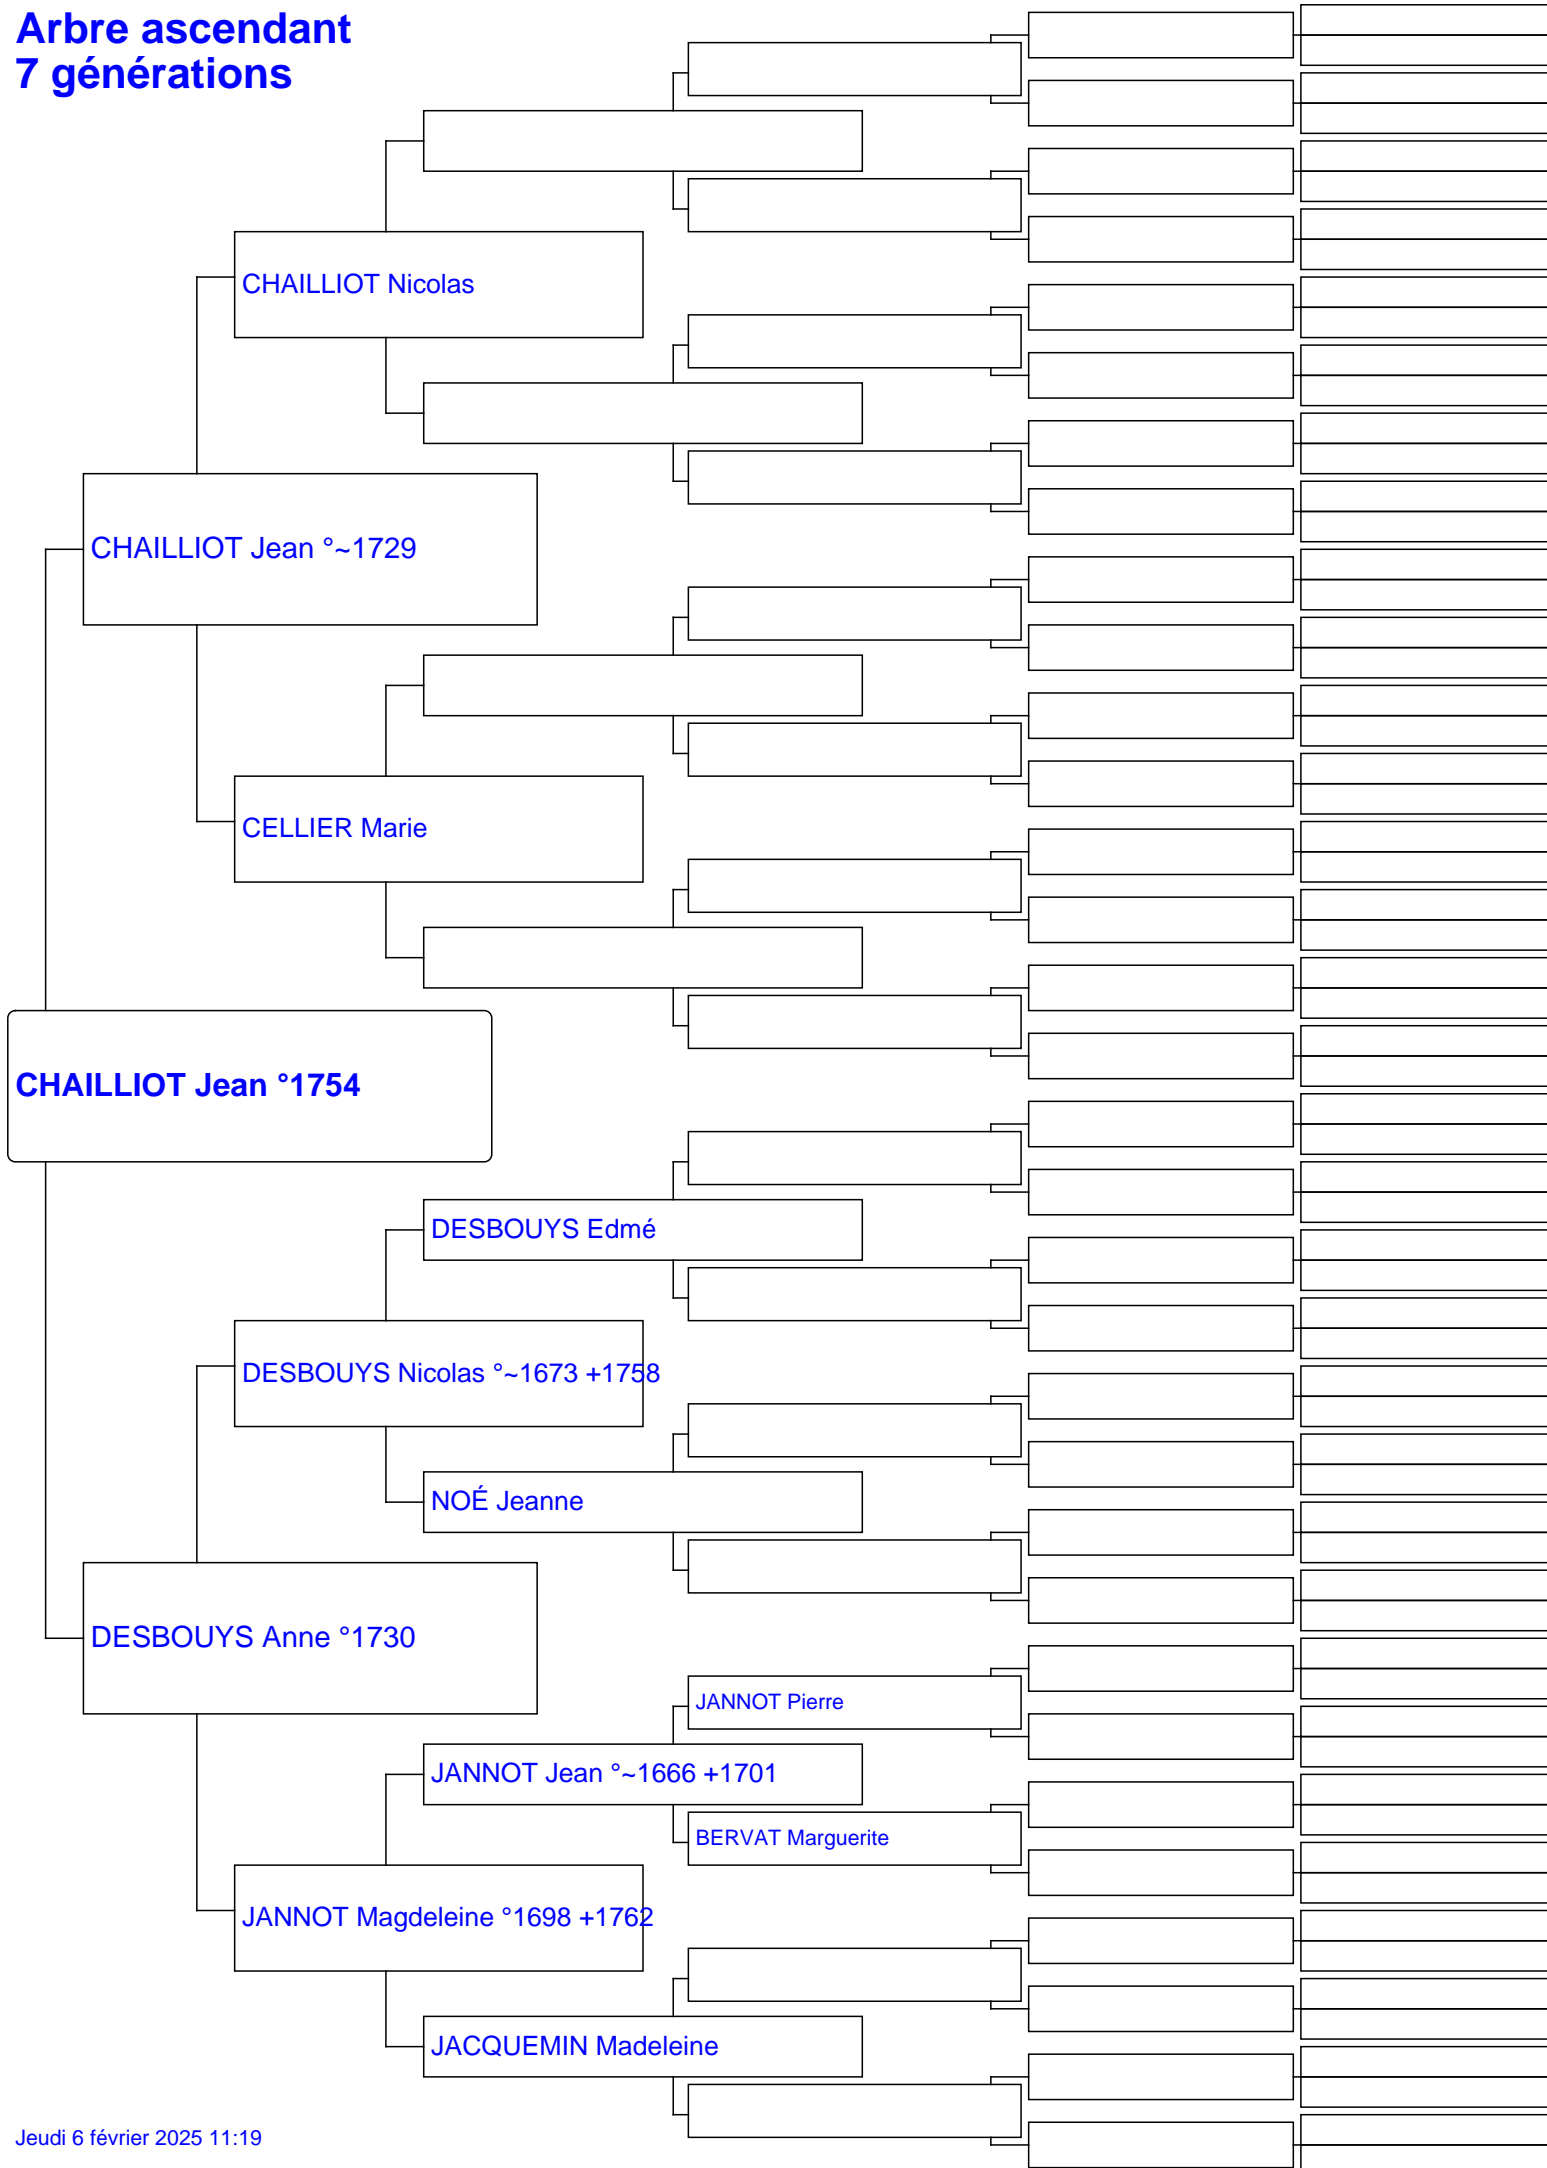 Arbre ascendant
7 générations
CHAILLIOT Nicolas
CHAILLIOT Jean °~1729
CELLIER Marie
CHAILLIOT Jean °1754
DESBOUYS Edmé
DESBOUYS Nicolas °~1673 +1758
NOÉ Jeanne
DESBOUYS Anne °1730
JANNOT Pierre
JANNOT Jean °~1666 +1701
BERVAT Marguerite
JANNOT Magdeleine °1698 +1762
JACQUEMIN Madeleine
Jeudi 6 février 2025 11:19